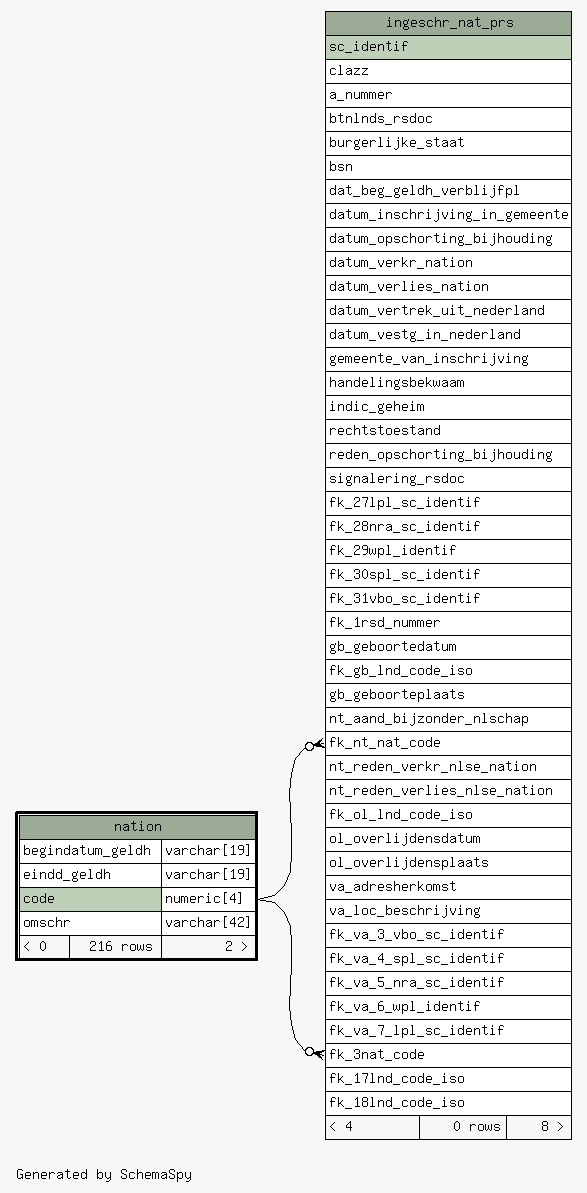 ingeschr_nat_prs
sc_identif
clazz
a_nummer
btnlnds_rsdoc
burgerlijke_staat
bsn
dat_beg_geldh_verblijfpl
datum_inschrijving_in_gemeente
datum_opschorting_bijhouding
datum_verkr_nation
datum_verlies_nation
datum_vertrek_uit_nederland
datum_vestg_in_nederland
gemeente_van_inschrijving
handelingsbekwaam
indic_geheim
rechtstoestand
reden_opschorting_bijhouding
signalering_rsdoc
fk_27lpl_sc_identif
fk_28nra_sc_identif
fk_29wpl_identif
fk_30spl_sc_identif
fk_31vbo_sc_identif
fk_1rsd_nummer
gb_geboortedatum
fk_gb_lnd_code_iso
gb_geboorteplaats
nt_aand_bijzonder_nlschap
fk_nt_nat_code
nt_reden_verkr_nlse_nation
nt_reden_verlies_nlse_nation
fk_ol_lnd_code_iso
ol_overlijdensdatum
ol_overlijdensplaats
va_adresherkomst
va_loc_beschrijving
fk_va_3_vbo_sc_identif
fk_va_4_spl_sc_identif
fk_va_5_nra_sc_identif
fk_va_6_wpl_identif
fk_va_7_lpl_sc_identif
fk_3nat_code
fk_17lnd_code_iso
fk_18lnd_code_iso
< 4 0 rows 8 >
nation
begindatum_geldh varchar[19]
eindd_geldh varchar[19]
code numeric[4]
omschr varchar[42]
< 0 216 rows 2 >
Generated by SchemaSpy